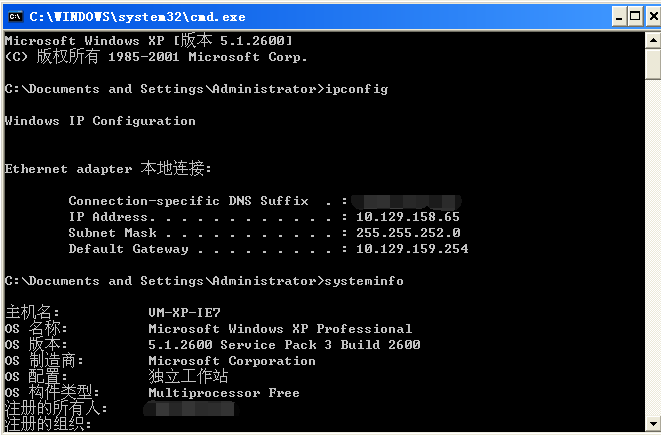 C:\WINDOWS\system32\cmd.exe
Microsoft Windows XP [版本 5.1.2600]
(C) 版权所有 1985-2001 Microsoft Corp.
C:\Documents and Settings\Administrator>ipconfig
Windows IP Configuration
Ethernet adapter 本地连接:
Connection-specific DNS Suffix  . :
IP Address. . . . . . . . . . . . : 10.129.158.65
Subnet Mask . . . . . . . . . . . : 255.255.252.0
Default Gateway . . . . . . . . . : 10.129.159.254
C:\Documents and Settings\Administrator>systeminfo
主机名:           VM-XP-IE7
OS 名称:          Microsoft Windows XP Professional
OS 版本:          5.1.2600 Service Pack 3 Build 2600
OS 制造商:        Microsoft Corporation
OS 配置:          独立工作站
OS 构件类型:      Multiprocessor Free
注册的所有人:
注册的组织: